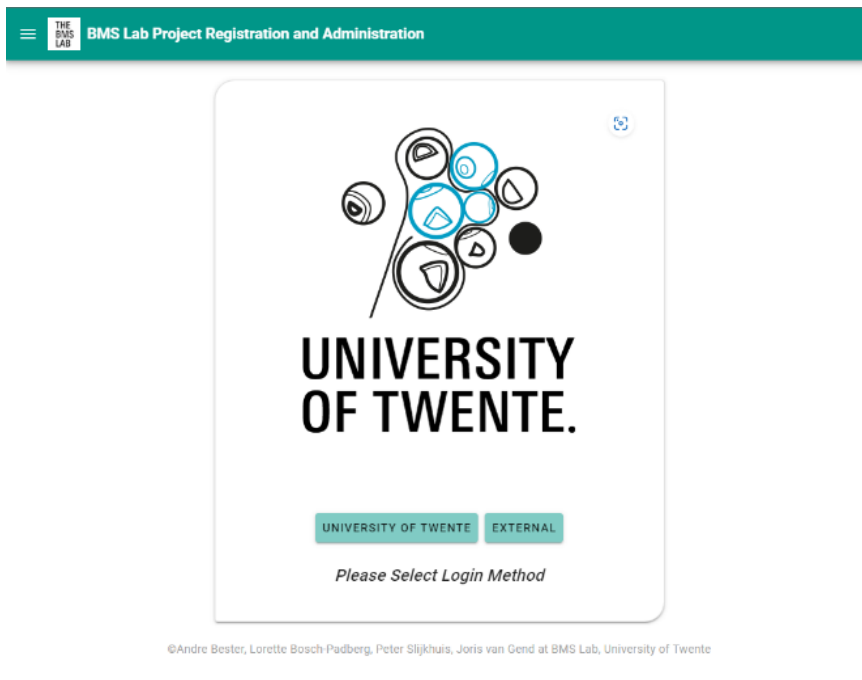 THE
BMS
LAB
BMS Lab Project Registration and Administration
UNIVERSITY
OF TWENTE.
UNIVERSITY OF TWENTE
EXTERNAL
Please Select Login Method
©Andre Bester, Lorette Bosch-Padberg, Peter Slijkhuis, Joris van Gend at BMS Lab, University of Twente